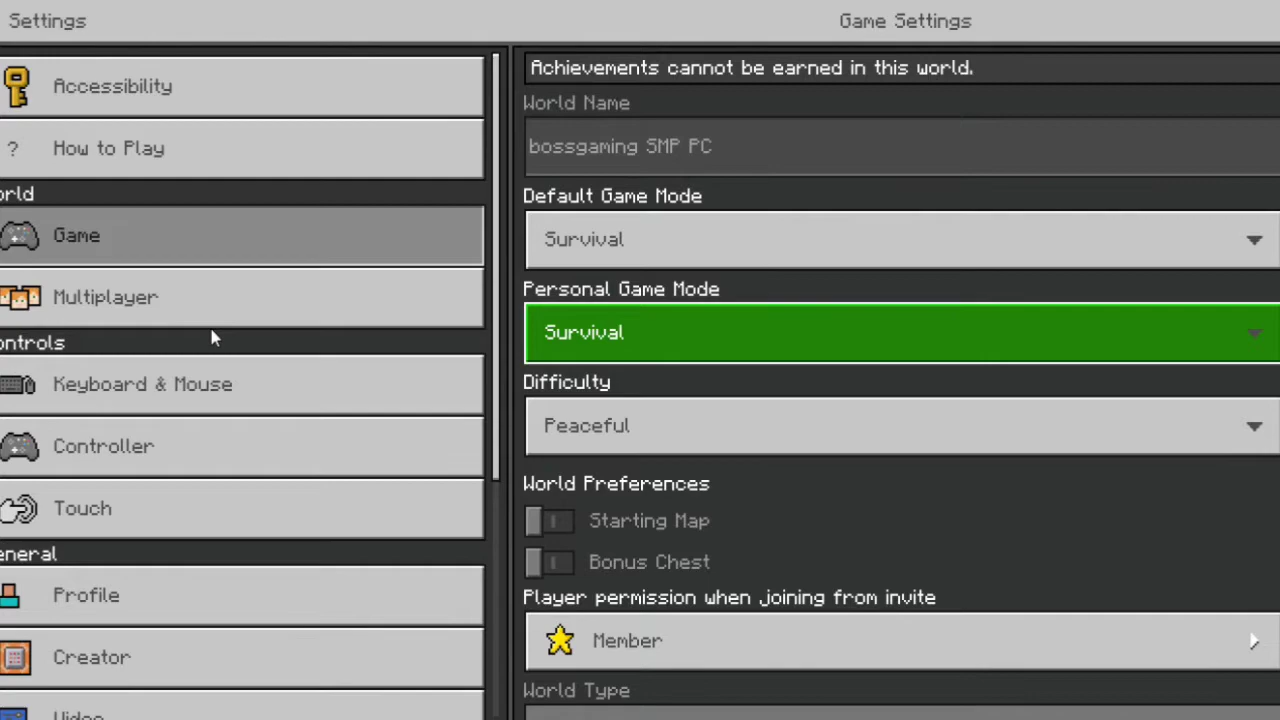 Settings
Game Settings
Accessibility
? How to Play
orld
Game
Multiplayer
ontrols
Keyboard & Mouse
Controller
Touch
eneral
Profile
Creator
Video
Achievements cannot be earned in this world.
World Name
bossgaming SMP PC
Default Game Mode
Survival
Personal Game Mode
Survival
Difficulty
Peaceful
World Preferences
Starting Map
Bonus Chest
Player permission when joining from invite
Member
World Type